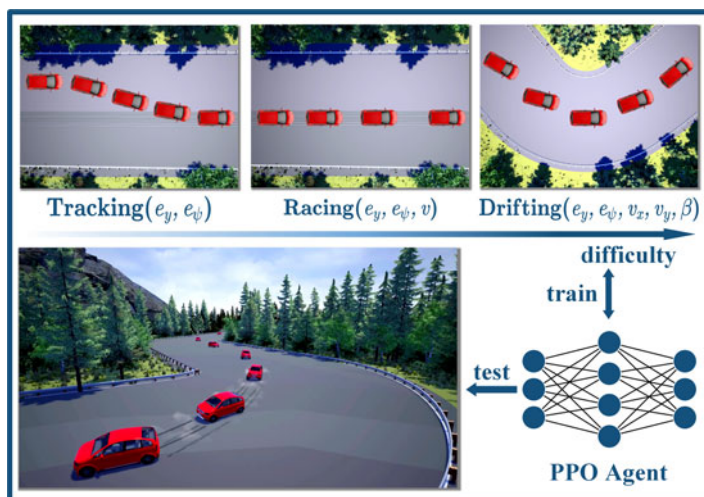 Tracking(e_y, e_ψ)
Racing(e_y, e_ψ, v)
Drifting(e_y, e_ψ, v_x, v_y, β)
difficulty
train
test
PPO Agent